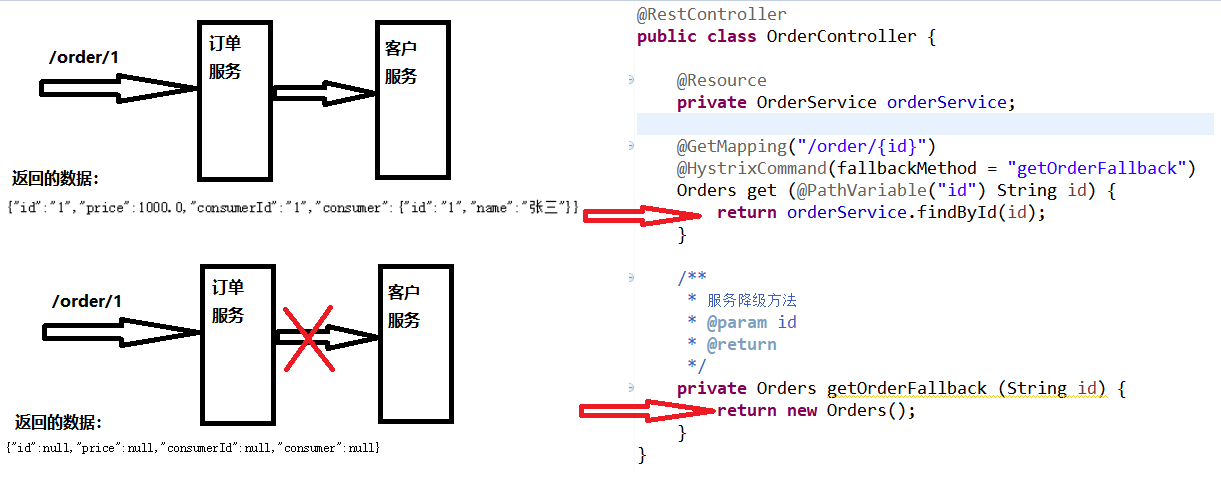 /order/1
订单
服务
客户
服务
返回的数据:
{"id":"1","price":1000.0,"consumerId":"1","consumer":{"id":"1","name":"张三"}}
/order/1
订单
服务
客户
服务
返回的数据:
{"id":null,"price":null,"consumerId":null,"consumer":null}
@RestController
public class OrderController {
@Resource
private OrderService orderService;
@GetMapping("/order/{id}")
@HystrixCommand(fallbackMethod = "getOrderFallback")
Orders get (@PathVariable("id") String id) {
return orderService.findById(id);
}
/**
* 服务降级方法
* @param id
* @return
*/
private Orders getOrderFallback (String id) {
return new Orders();
}
}